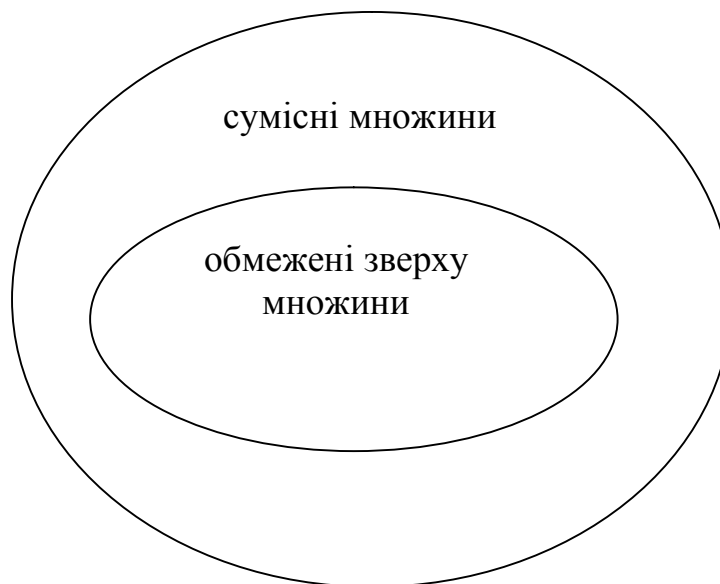 сумісні множини
обмежені зверху
множини